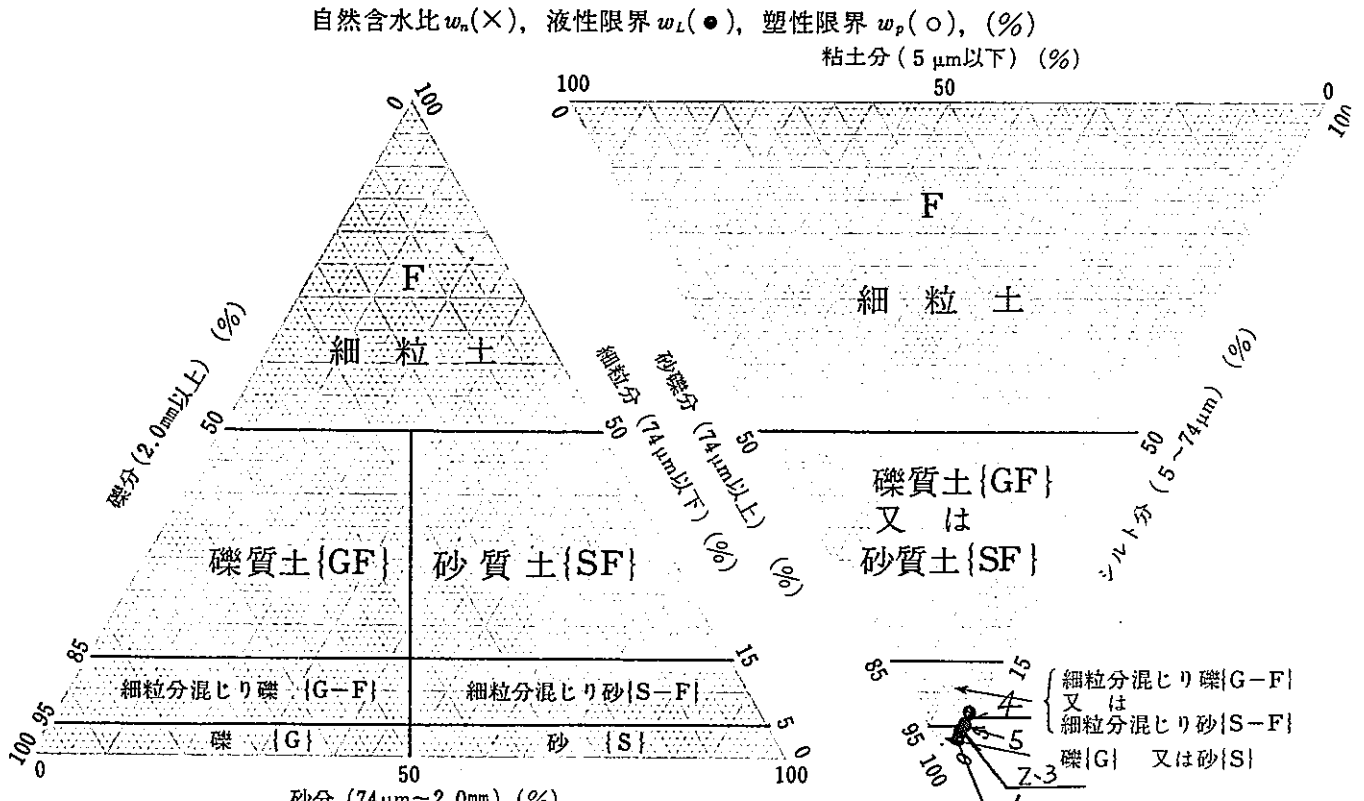 自然含水比 wₙ(×), 液性限界 w_L(●), 塑性限界 w_p(○), (%)
粘土分 (5 μm以下) (%)
100 50 0
0 100
0 100
F
細 粒 土
F
細 粒 土
礫分 (2.0mm以上) (%)
細粒分 (74μm以下) (%)
砂礫分 (74μm以上) (%)
シルト分 (5~74μm) (%)
50 50
50 50
礫質土{GF}
砂質土{SF}
礫質土{GF}
又 は
砂質土{SF}
85 15
85 15
細粒分混じり礫{G-F}
細粒分混じり砂{S-F}
4
細粒分混じり礫{G-F}
又 は
細粒分混じり砂{S-F}
95 5
95
5
礫 {G}
砂 {S}
礫{G} 又は砂{S}
100 0
100
2-3
0 50 100
砂分 (74μm~2.0mm) (%)